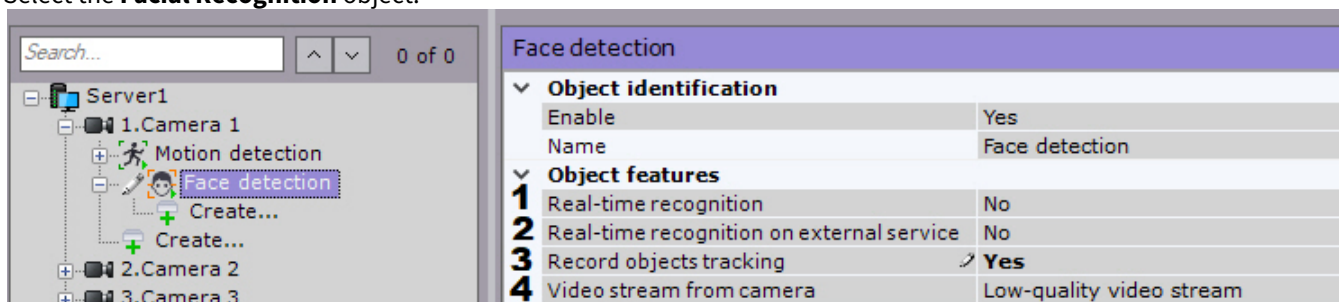 Select the Facial Recognition object.
Search...
0 of 0
Server1
1.Camera 1
Motion detection
Face detection
Create...
Create...
2.Camera 2
3.Camera 3
Face detection
Object identification
Enable Yes
Name Face detection
Object features
1 Real-time recognition No
2 Real-time recognition on external service No
3 Record objects tracking Yes
4 Video stream from camera Low-quality video stream